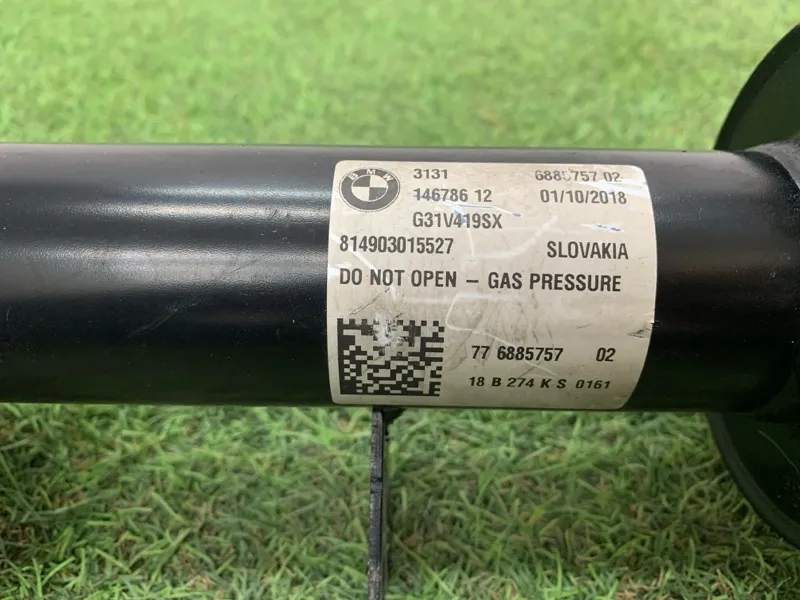 BMW
3131 6885757 02
146786 12 01/10/2018
G31V419SX
814903015527 SLOVAKIA
DO NOT OPEN – GAS PRESSURE
77 6885757 02
18 B 274 K S 0161